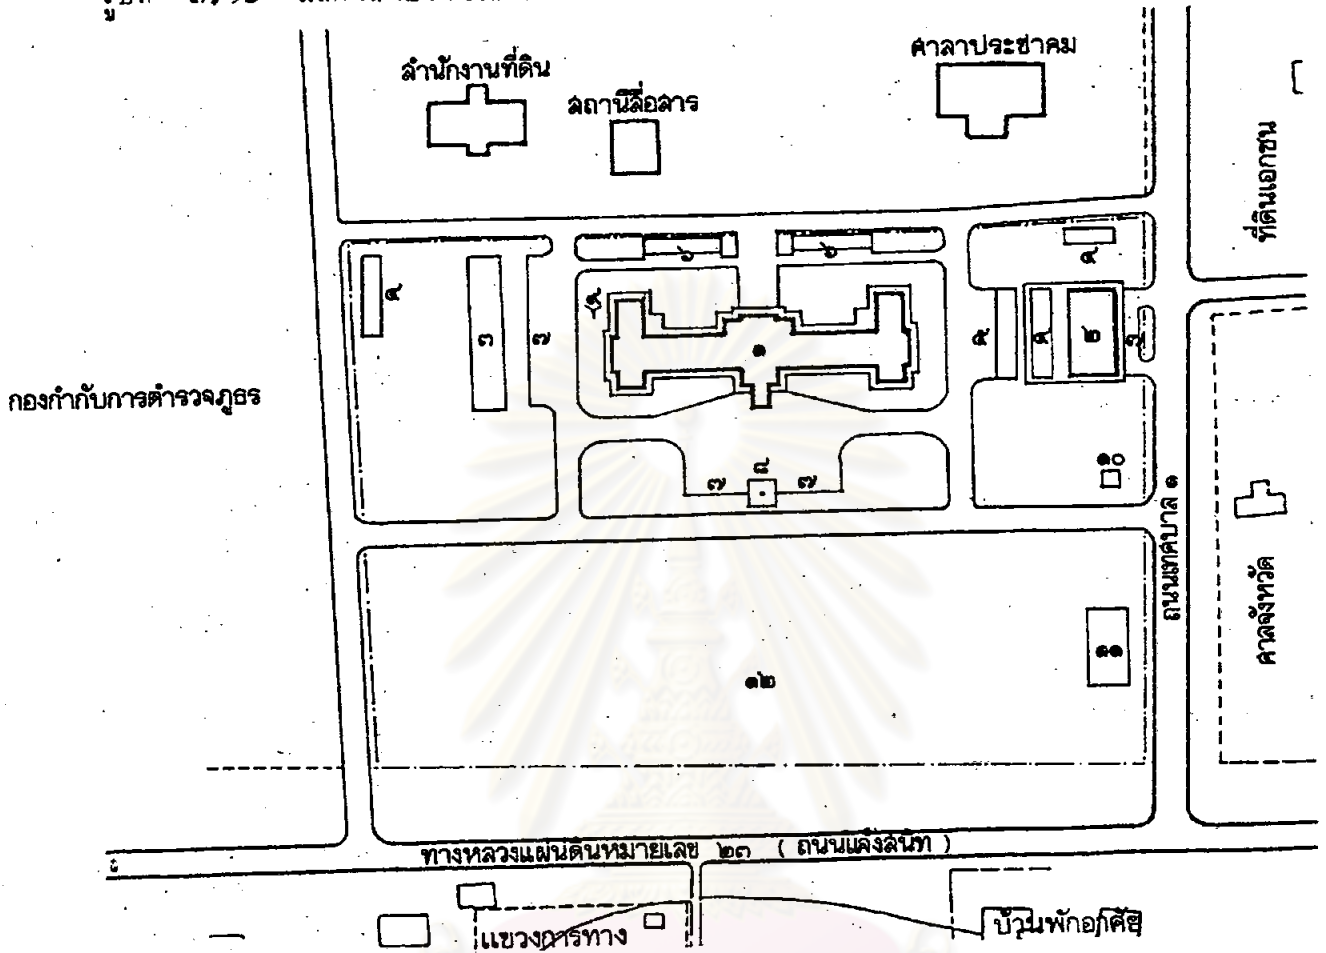 สำนักงานที่ดิน
สถานีสื่อสาร
ศาลาประชาคม
ที่ดินเอกชน
๖
๖
๔
๔
๕
๓
๗
๑
๕
๔
๒
๗
กองกำกับการตำรวจภูธร
๗
๘
๗
๑๐
ถนนเทศบาล ๑
ศาลจังหวัด
๑๑
๑๒
ทางหลวงแผ่นดินหมายเลข ๒๓ ( ถนนแจ้งสนิท )
แขวงการทาง
บ้านพักอาศัย